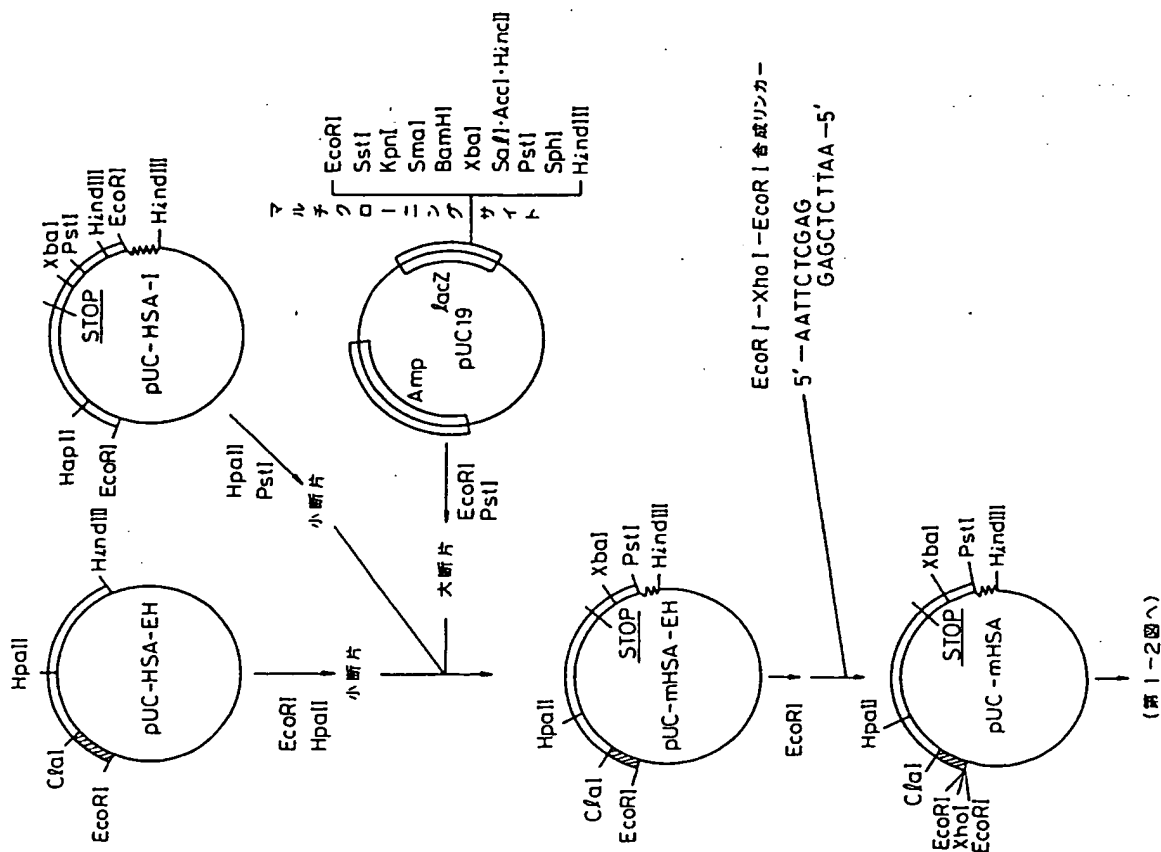 HpaII
ClaI
EcoRI
HindIII
pUC-HSA-EH
EcoRI
HpaII
小断片
XbaI
PstI
HindIII
EcoRI
HindIII
STOP
HapII
EcoRI
pUC-HSA-I
HpaII
PstI
小断片
マルチクローニングサイト
EcoRI
SstI
KpnI
SmaI
BamHI
XbaI
SalI・AccI・HincII
PstI
SphI
HindIII
Amp
lacZ
pUC19
EcoRI
PstI
大断片
HpaII
ClaI
EcoRI
XbaI
PstI
HindIII
STOP
pUC-mHSA-EH
EcoRI
EcoRI-XhoI-EcoRI合成リンカー
5'-AATTCTCGAG
GAGCTCTTAA-5'
HpaII
ClaI
EcoRI
XhoI
EcoRI
XbaI
PstI
HindIII
STOP
pUC-mHSA
(第1-2図へ)